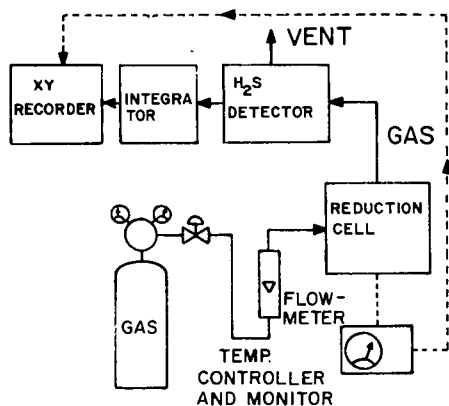 VENT
XY
RECORDER
INTEGRA
TOR
H₂S
DETECTOR
GAS
REDUCTION
CELL
GAS
FLOW-
METER
TEMP.
CONTROLLER
AND MONITOR